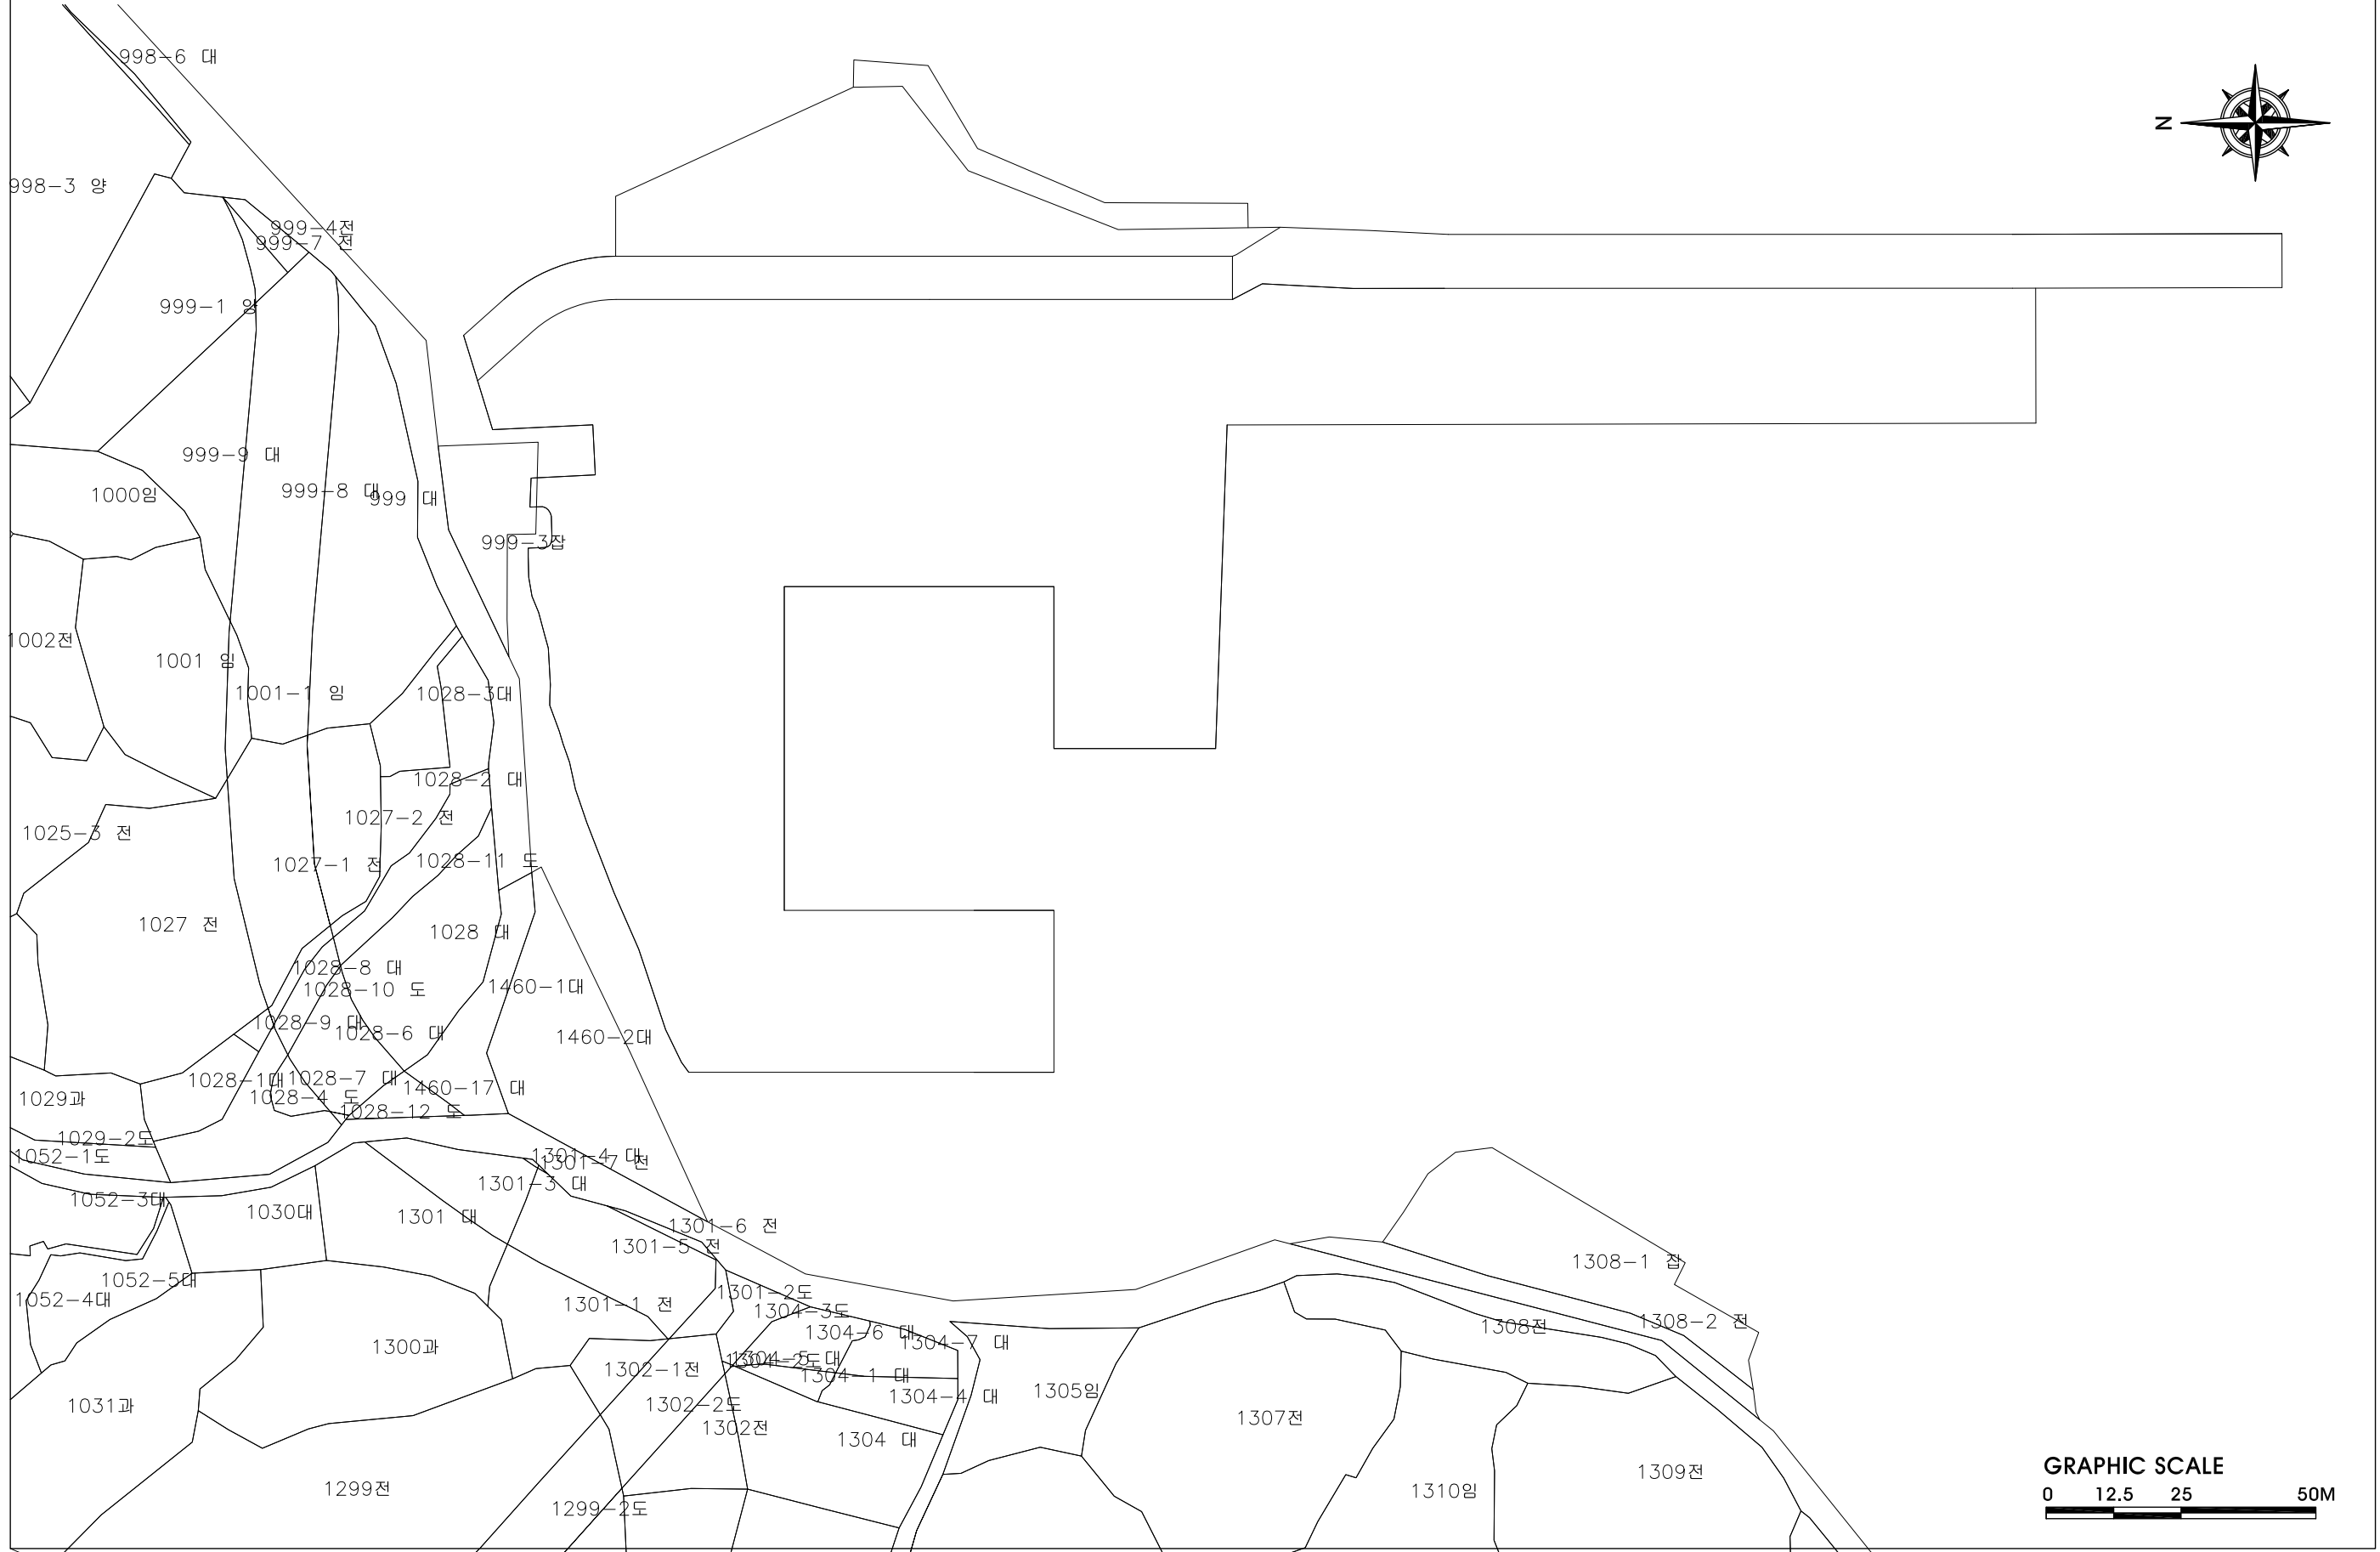 998-6 대
N
998-3 양
999-4전
999-7 전
999-1 양
999-9 대
999-8 대
1000임
999 대
999-3잡
1002전
1001 임
1001-1 임
1028-3대
1028-2 대
1027-2 전
1025-3 전
1028-11 도
1027-1 전
1027 전
1028 대
1028-8 대
1460-1대
1028-10 도
1028-9 대
1028-6 대
1460-2대
1028-1대
1028-7 대
1460-17 대
1029과
1028-4 도
1028-12 도
1029-2도
1052-1도
1301-4 대
1301-7 전
1301-3 대
1052-3대
1030대
1301 대
1301-6 전
1301-5 전
1308-1 잡
1052-5대
1301-2도
1052-4대
1301-1 전
1304-3도
1308-2 전
1308전
1304-6 대
1304-7 대
1300과
1304-5 대
1304-2도
1302-1전
1304-1 대
1305임
1304-4 대
1031과
1302-2도
1307전
1302전
1304 대
GRAPHIC SCALE
1309전
1299전
1310임
0 12.5 25 50M
1299-2도